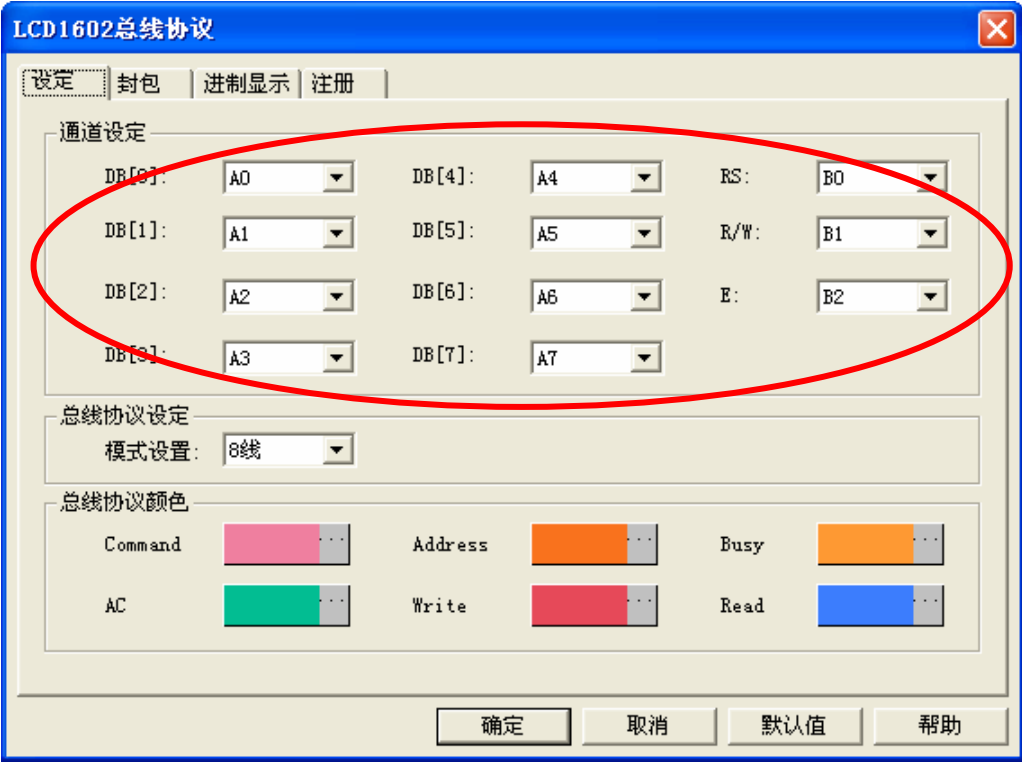 LCD1602总线协议
设定 封包 进制显示 注册
通道设定
DB[0]: A0 DB[4]: A4 RS: B0
DB[1]: A1 DB[5]: A5 R/W: B1
DB[2]: A2 DB[6]: A6 E: B2
DB[3]: A3 DB[7]: A7
总线协议设定
模式设置: 8线
总线协议颜色
Command ... Address ... Busy ...
AC ... Write ... Read ...
确定 取消 默认值 帮助